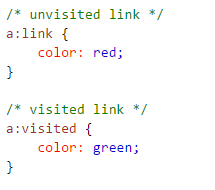 /* unvisited link */
a:link {
    color: red;
}

/* visited link */
a:visited {
    color: green;
}